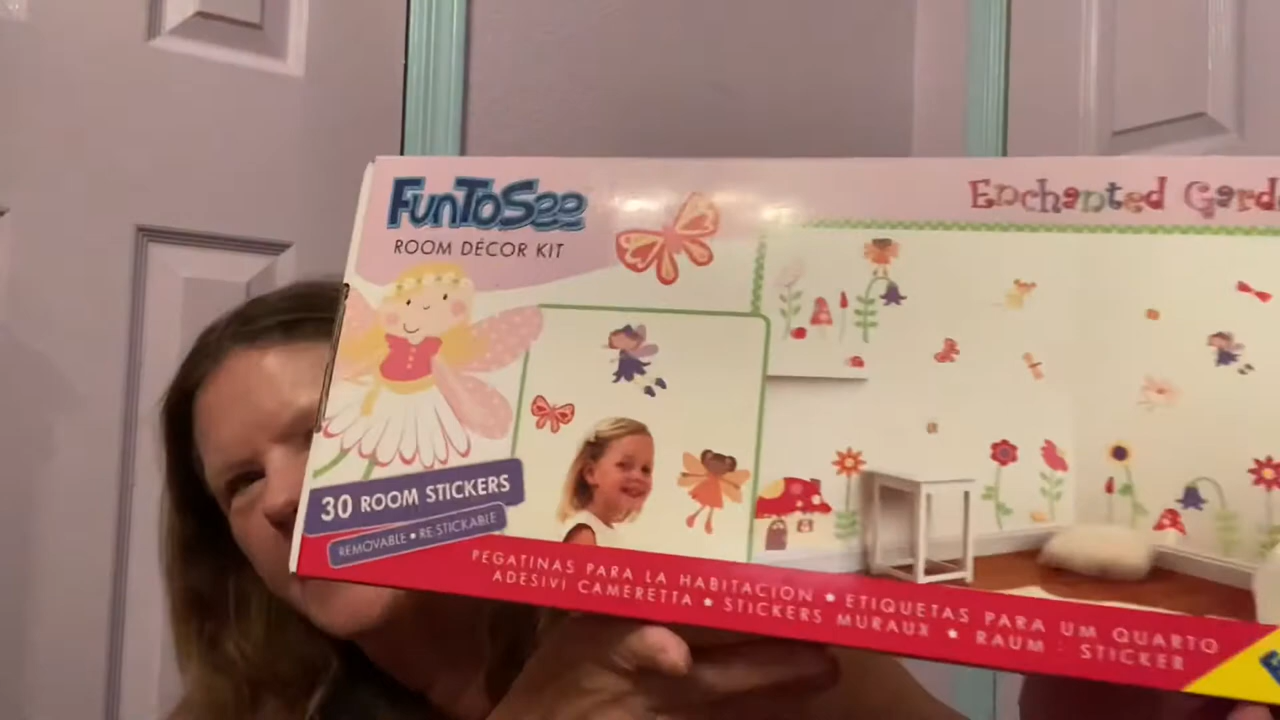 FunToSee
ROOM DÉCOR KIT
Enchanted Gard
30 ROOM STICKERS
REMOVABLE • RE-STICKABLE
PEGATINAS PARA LA HABITACION ★ ETIQUETAS PARA UM QUARTO
ADESIVI CAMERETTA ★ STICKERS MURAUX ★ RAUM - STICKER